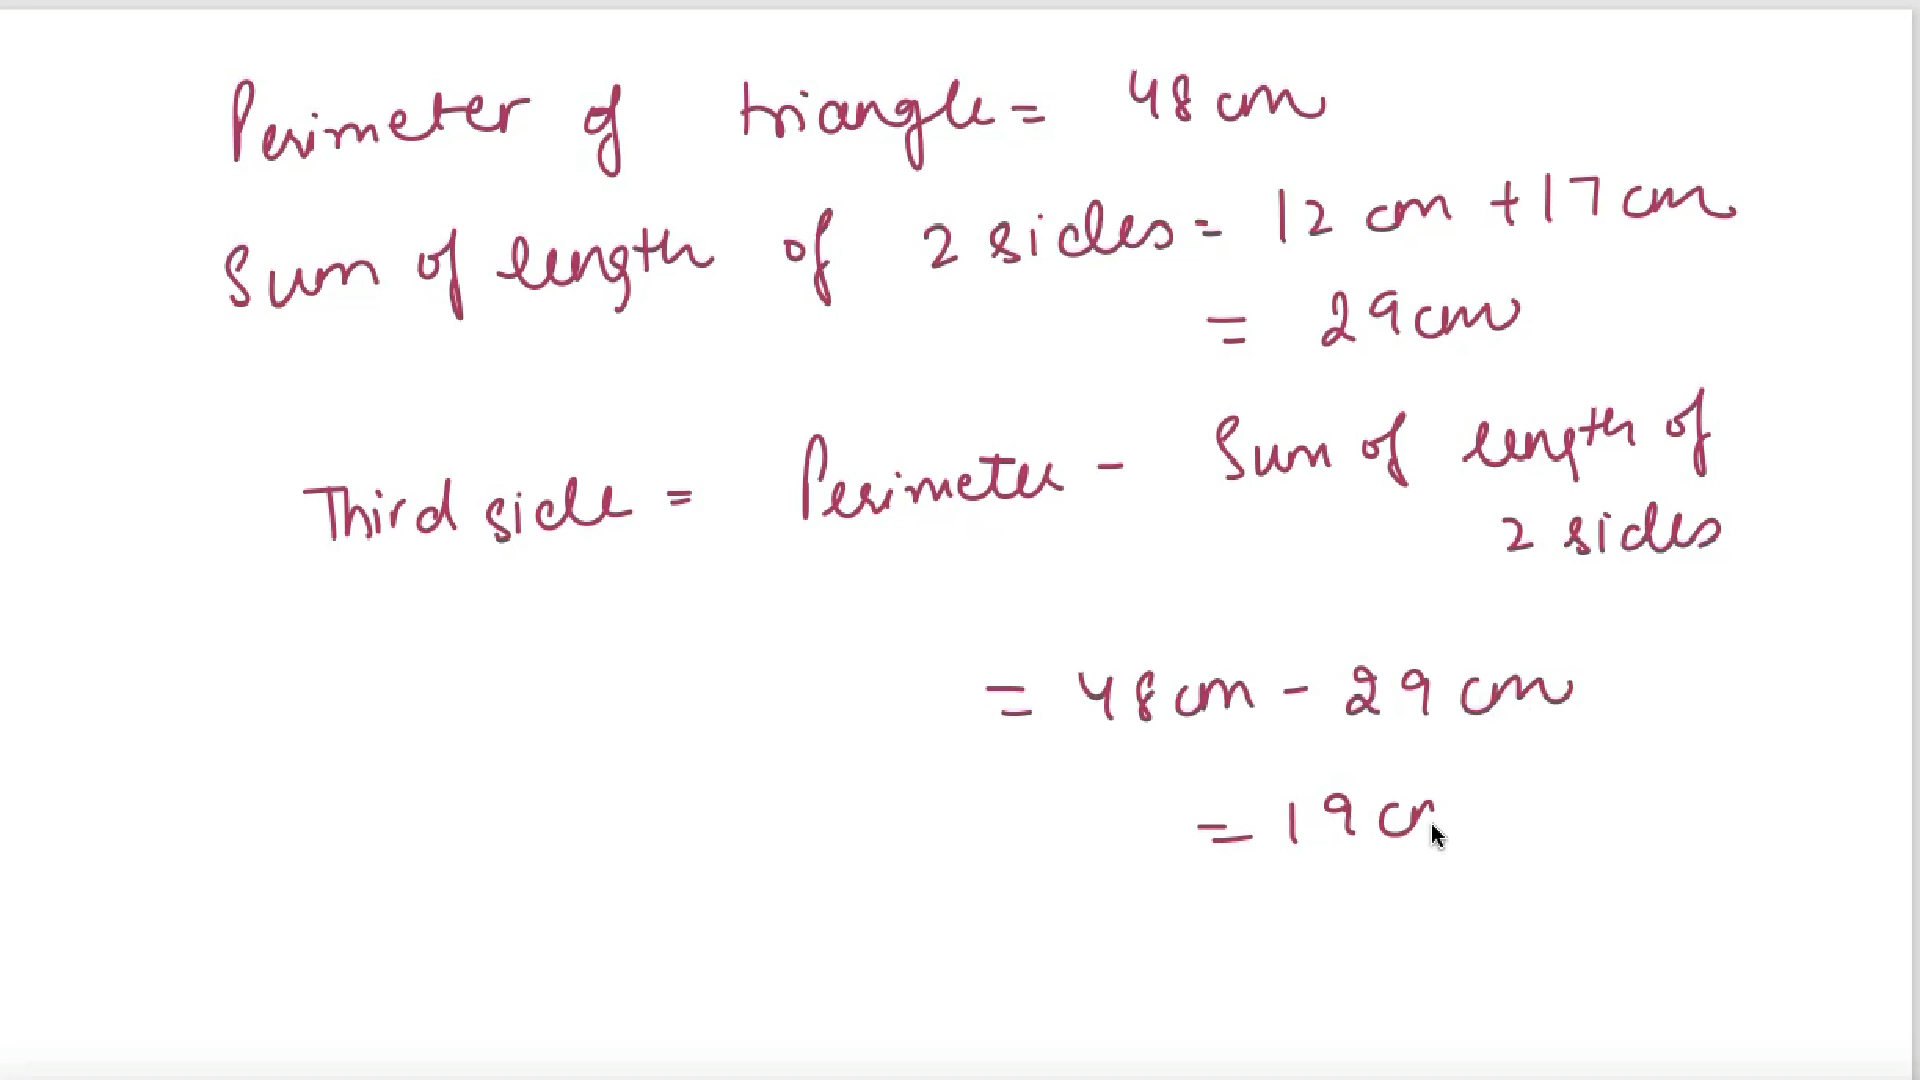 Perimeter of triangle = 48 cm
Sum of length of 2 sides = 12 cm + 17 cm
= 29 cm
Third side = Perimeter - Sum of length of
2 sides
= 48 cm - 29 cm
= 19 cm